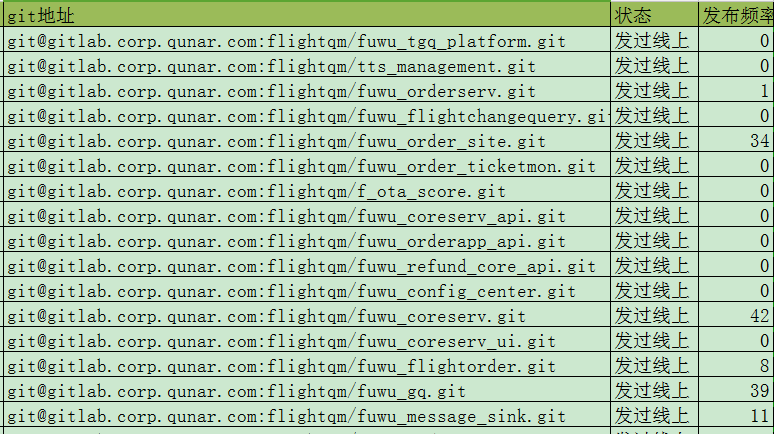 git地址 状态 发布频率
git@gitlab.corp.qunar.com:flightqm/fuwu_tgq_platform.git 发过线上 0
git@gitlab.corp.qunar.com:flightqm/tts_management.git 发过线上 0
git@gitlab.corp.qunar.com:flightqm/fuwu_orderserv.git 发过线上 1
git@gitlab.corp.qunar.com:flightqm/fuwu_flightchangequery.git 发过线上 0
git@gitlab.corp.qunar.com:flightqm/fuwu_order_site.git 发过线上 34
git@gitlab.corp.qunar.com:flightqm/fuwu_order_ticketmon.git 发过线上 0
git@gitlab.corp.qunar.com:flightqm/f_ota_score.git 发过线上 0
git@gitlab.corp.qunar.com:flightqm/fuwu_coreserv_api.git 发过线上 0
git@gitlab.corp.qunar.com:flightqm/fuwu_orderapp_api.git 发过线上 0
git@gitlab.corp.qunar.com:flightqm/fuwu_refund_core_api.git 发过线上 0
git@gitlab.corp.qunar.com:flightqm/fuwu_config_center.git 发过线上 0
git@gitlab.corp.qunar.com:flightqm/fuwu_coreserv.git 发过线上 42
git@gitlab.corp.qunar.com:flightqm/fuwu_coreserv_ui.git 发过线上 0
git@gitlab.corp.qunar.com:flightqm/fuwu_flightorder.git 发过线上 8
git@gitlab.corp.qunar.com:flightqm/fuwu_gq.git 发过线上 39
git@gitlab.corp.qunar.com:flightqm/fuwu_message_sink.git 发过线上 11